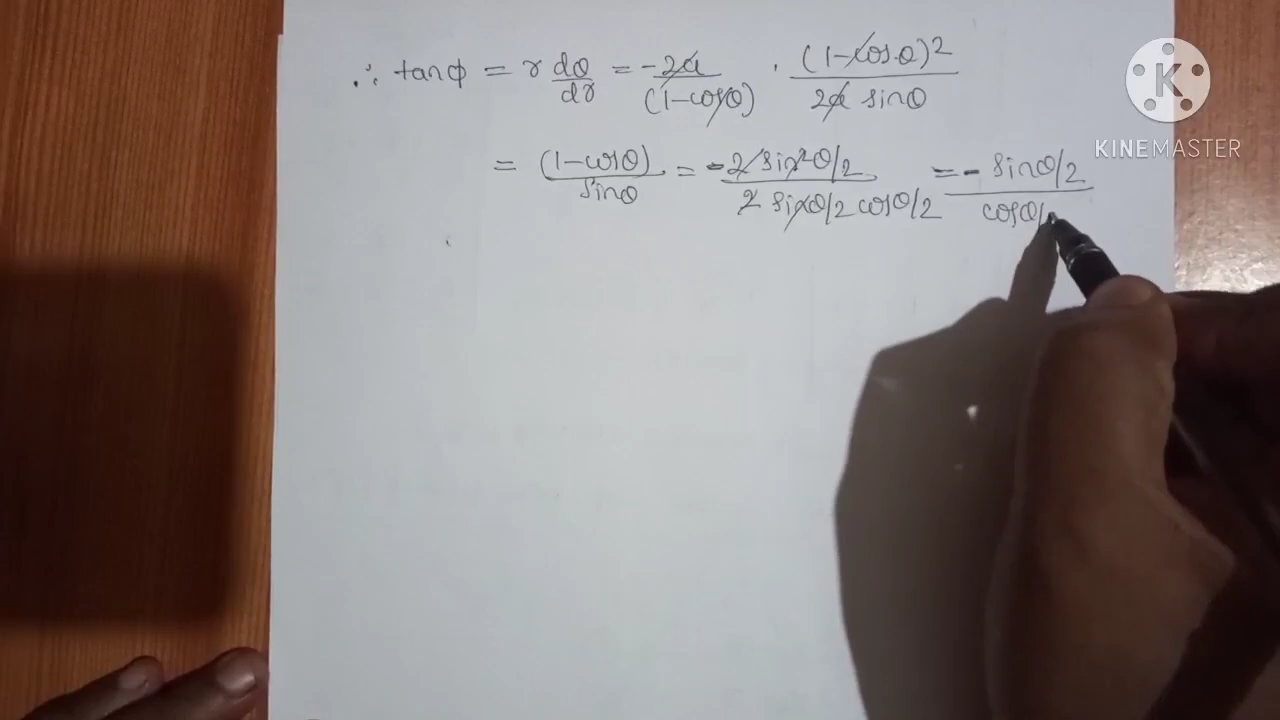 ∴ tanφ = r dθ/dr = -2a/(1-cosθ) · (1-cosθ)²/2a sinθ
= (1-cosθ)/sinθ = -2 sin²θ/2 / 2 sinθ/2 cosθ/2 = - sinθ/2 / cosθ/
K
KINEMASTER